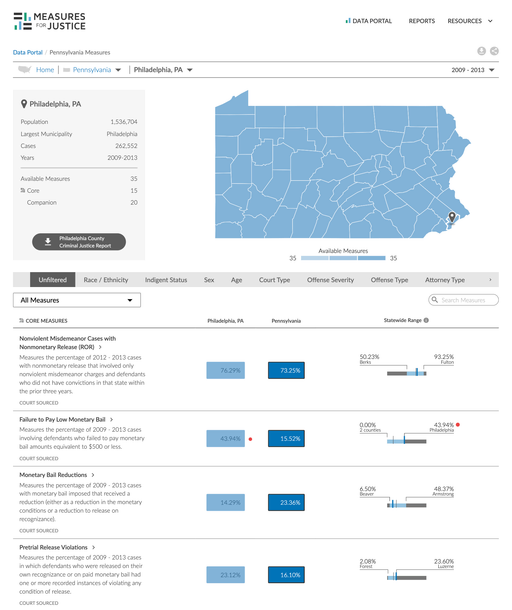 MEASURES
FOR JUSTICE
DATA PORTAL
REPORTS
RESOURCES
Data Portal / Pennsylvania Measures
Home
Pennsylvania
Philadelphia, PA
2009 - 2013
Philadelphia, PA
Population 1,536,704
Largest Municipality Philadelphia
Cases 262,552
Years 2009-2013
Available Measures 35
Core 15
Companion 20
Philadelphia County
Criminal Justice Report
Available Measures
35 35
Unfiltered
Race / Ethnicity
Indigent Status
Sex
Age
Court Type
Offense Severity
Offense Type
Attorney Type
All Measures
Search Measures
CORE MEASURES
Philadelphia, PA
Pennsylvania
Statewide Range
Nonviolent Misdemeanor Cases with
Nonmonetary Release (ROR)
Measures the percentage of 2012 - 2013 cases
with nonmonetary release that involved only
nonviolent misdemeanor charges and defendants
who did not have convictions in that state within
the prior three years.
COURT SOURCED
76.29%
73.25%
50.23% 93.25%
Berks Fulton
Failure to Pay Low Monetary Bail
Measures the percentage of 2009 - 2013 cases
involving defendants who failed to pay monetary
bail amounts equivalent to $500 or less.
COURT SOURCED
43.94%
15.52%
0.00% 43.94%
2 counties Philadelphia
Monetary Bail Reductions
Measures the percentage of 2009 - 2013 cases
with monetary bail imposed that received a
reduction (either as a reduction in the monetary
conditions or a reduction to release on
recognizance).
COURT SOURCED
14.29%
23.36%
6.50% 48.37%
Beaver Armstrong
Pretrial Release Violations
Measures the percentage of 2009 - 2013 cases
in which defendants who were released on their
own recognizance or on paid monetary bail had
one or more recorded instances of violating any
condition of release.
COURT SOURCED
23.12%
16.10%
2.08% 23.60%
Forest Luzerne